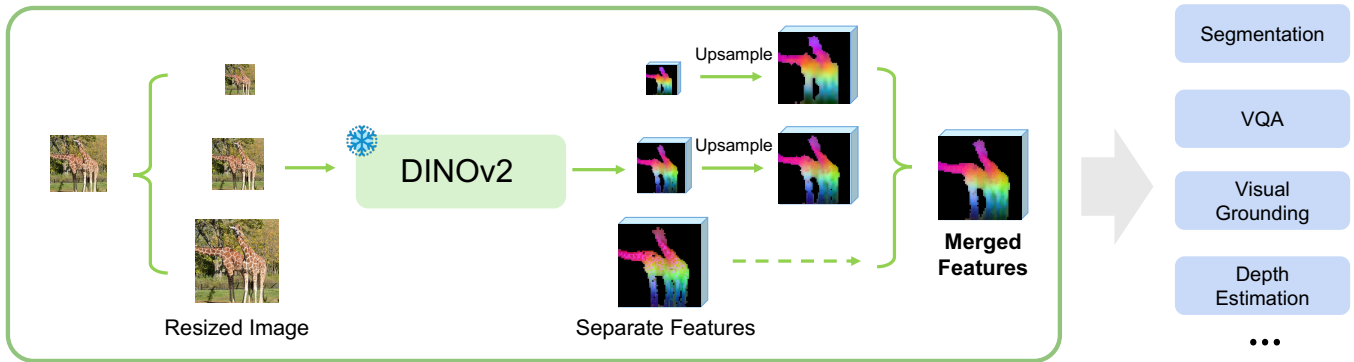 Upsample
Upsample
DINOv2
Resized Image
Separate Features
Merged
Features
Segmentation
VQA
Visual
Grounding
Depth
Estimation
...